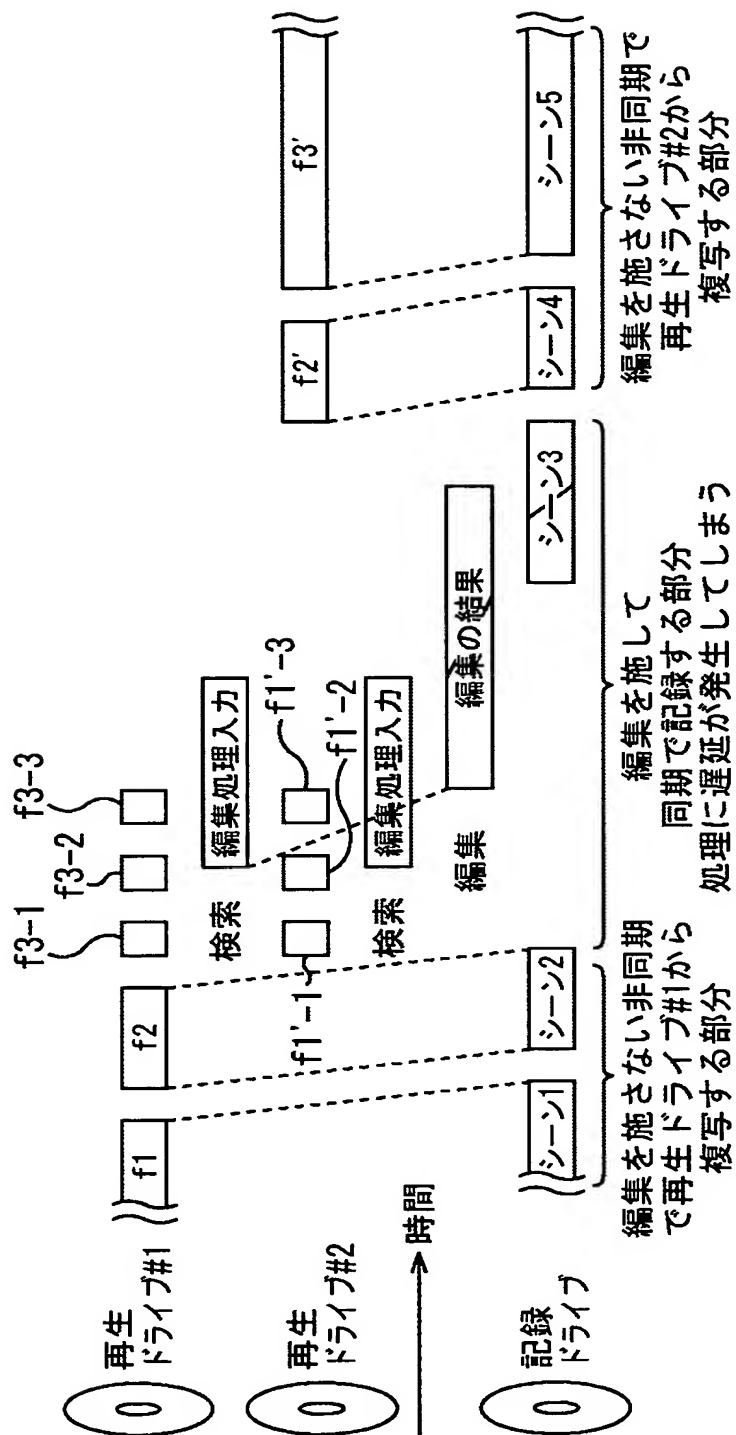 再生
ドライブ#1
f1
f2
f3-1
f3-2
f3-3
検索
編集処理入力
再生
ドライブ#2
f1'-1
f1'-2
f1'-3
f2'
f3'
検索
編集処理入力
時間
編集
編集の結果
記録
ドライブ
シーン1
シーン2
シーン3
シーン4
シーン5
編集を施さない非同期
で再生ドライブ#1から
複写する部分
編集を施して
同期で記録する部分
処理に遅延が発生してしまう
編集を施さない非同期で
再生ドライブ#2から
複写する部分